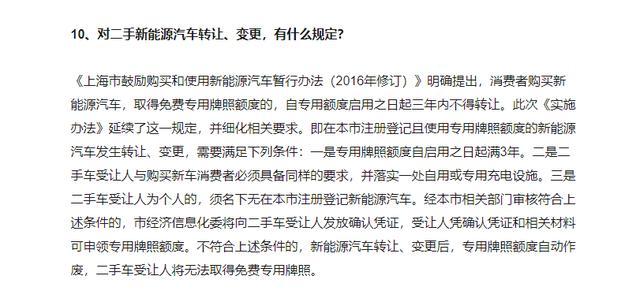 10、对二手新能源汽车转让、变更，有什么规定？
《上海市鼓励购买和使用新能源汽车暂行办法（2016年修订）》明确提出，消费者购买新
能源汽车，取得免费专用牌照额度的，自专用额度启用之日起三年内不得转让。此次《实施
办法》延续了这一规定，并细化相关要求。即在本市注册登记且使用专用牌照额度的新能源
汽车发生转让、变更，需要满足下列条件：一是专用牌照额度自启用之日起满3年。二是二
手车受让人与购买新车消费者必须具备同样的要求，并落实一处自用或专用充电设施。三是
二手车受让人为个人的，须名下无在本市注册登记新能源汽车。经本市相关部门审核符合上
述条件的，市经济信息化委将向二手车受让人发放确认凭证，受让人凭确认凭证和相关材料
可申领专用牌照额度。不符合上述条件的，新能源汽车转让、变更后，专用牌照额度自动作
废，二手车受让人将无法取得免费专用牌照。